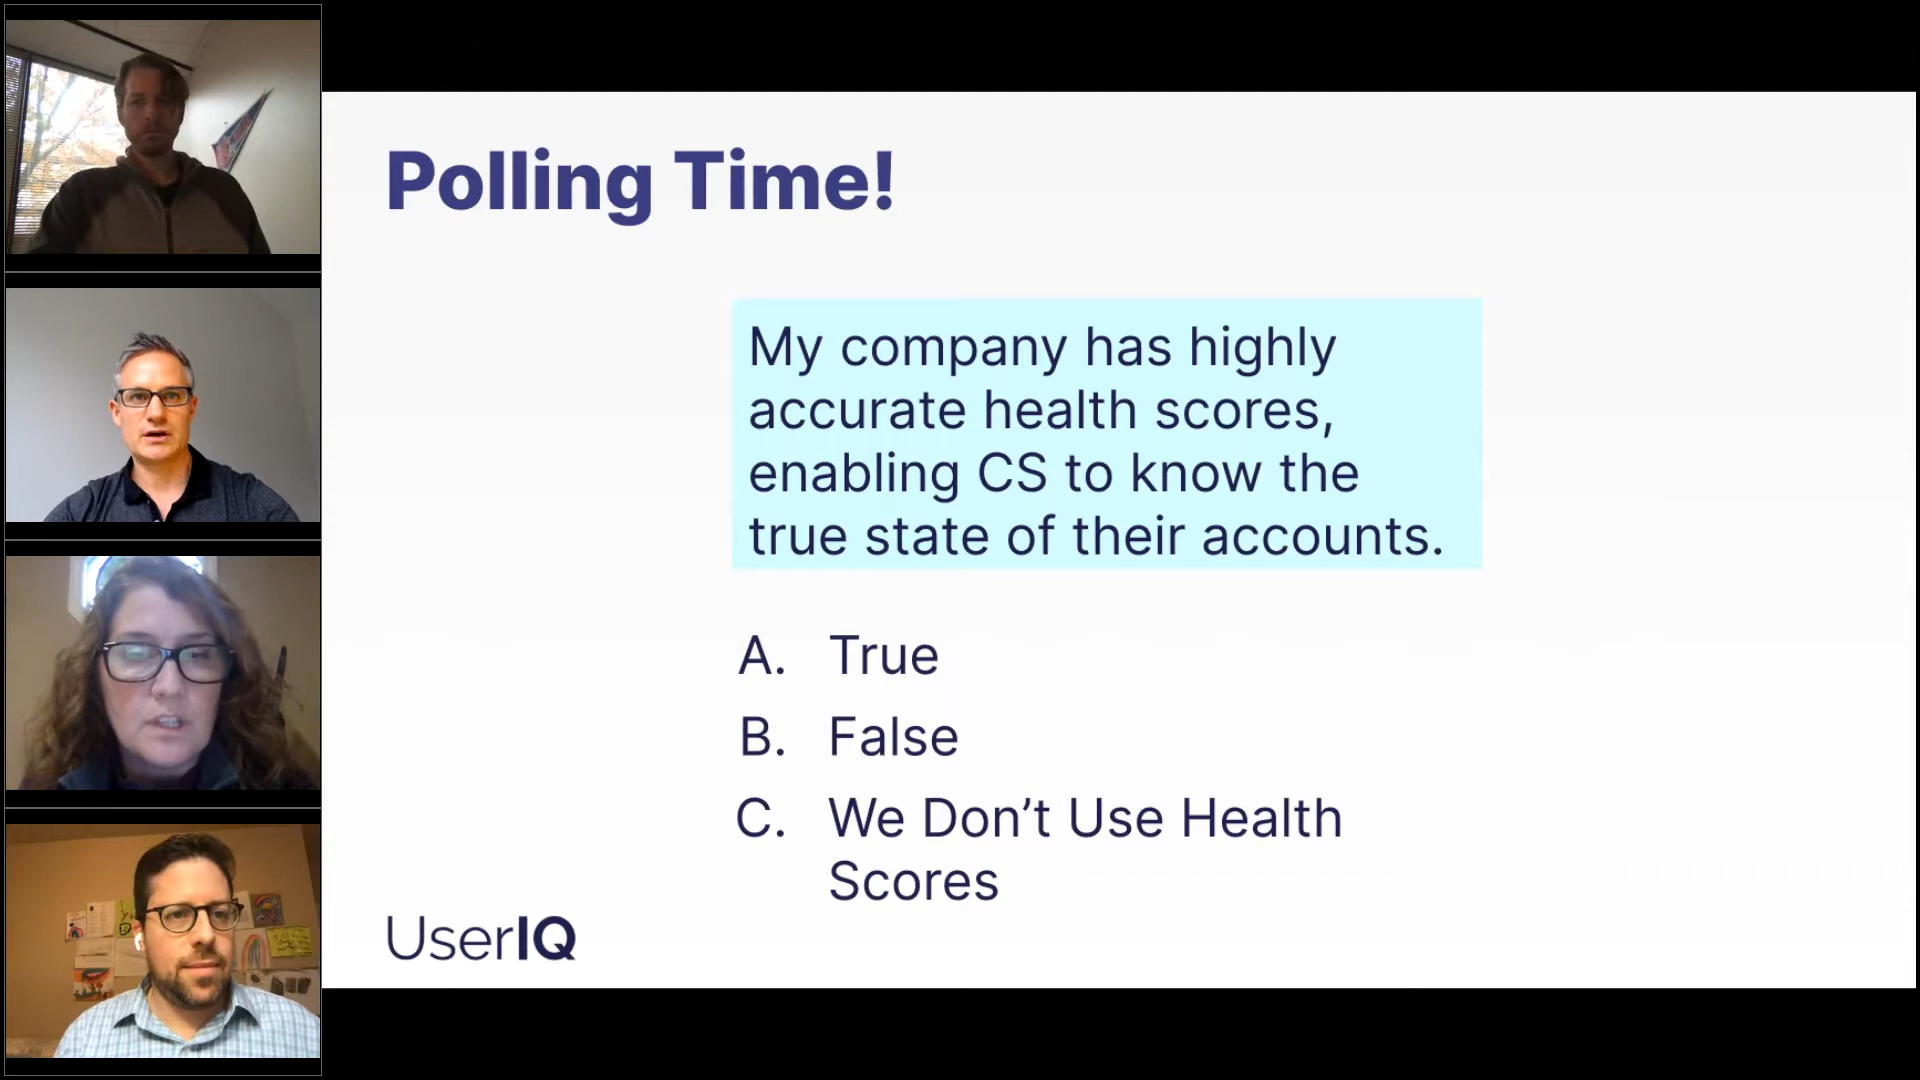 Polling Time!
My company has highly
accurate health scores,
enabling CS to know the
true state of their accounts.
A. True
B. False
C. We Don’t Use Health
Scores
UserIQ